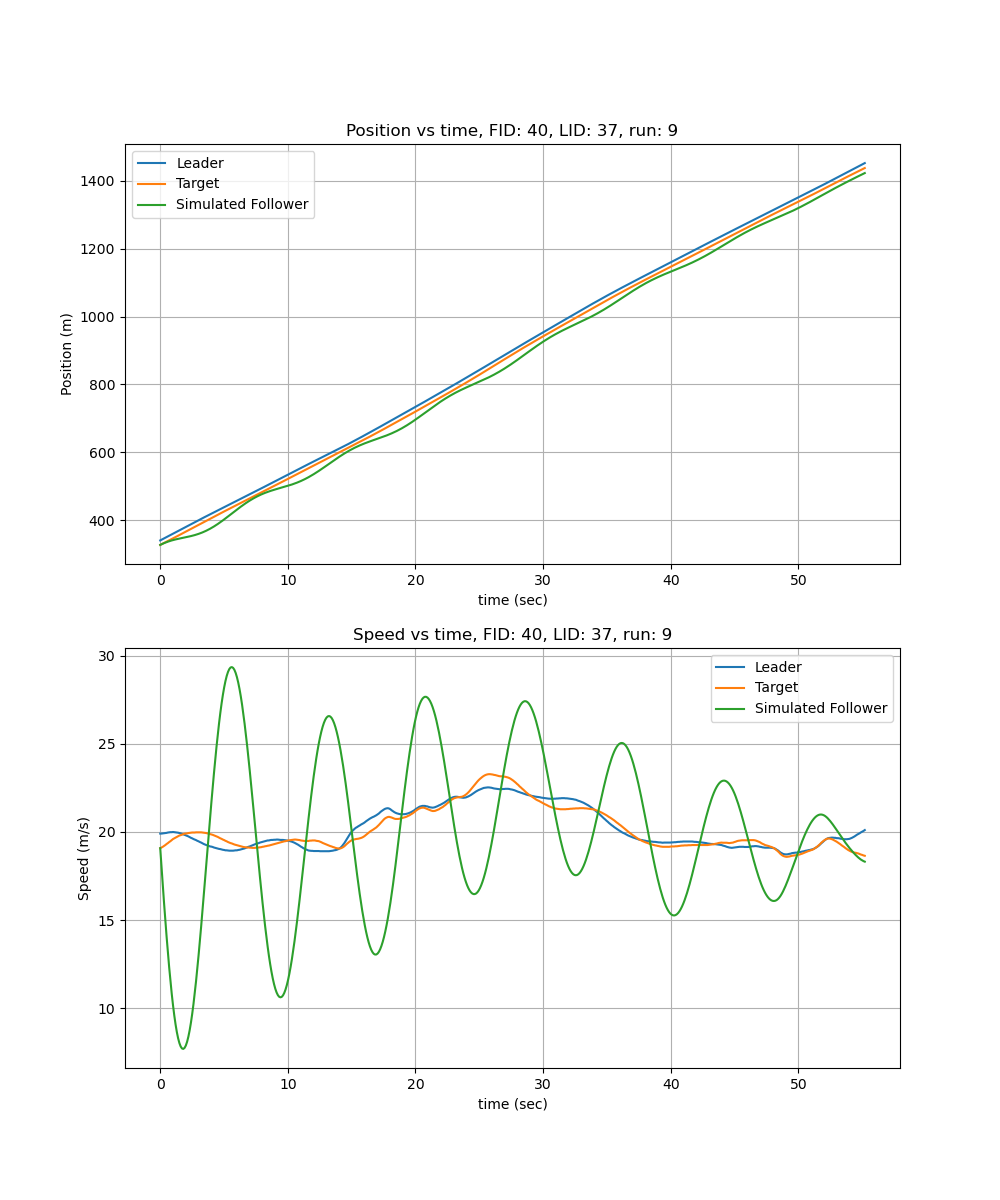 Position vs time, FID: 40, LID: 37, run: 9
Leader
Target
Simulated Follower
1400
1200
1000
800
600
400
Position (m)
0 10 20 30 40 50
time (sec)
Speed vs time, FID: 40, LID: 37, run: 9
Leader
Target
Simulated Follower
30
25
20
15
10
Speed (m/s)
0 10 20 30 40 50
time (sec)